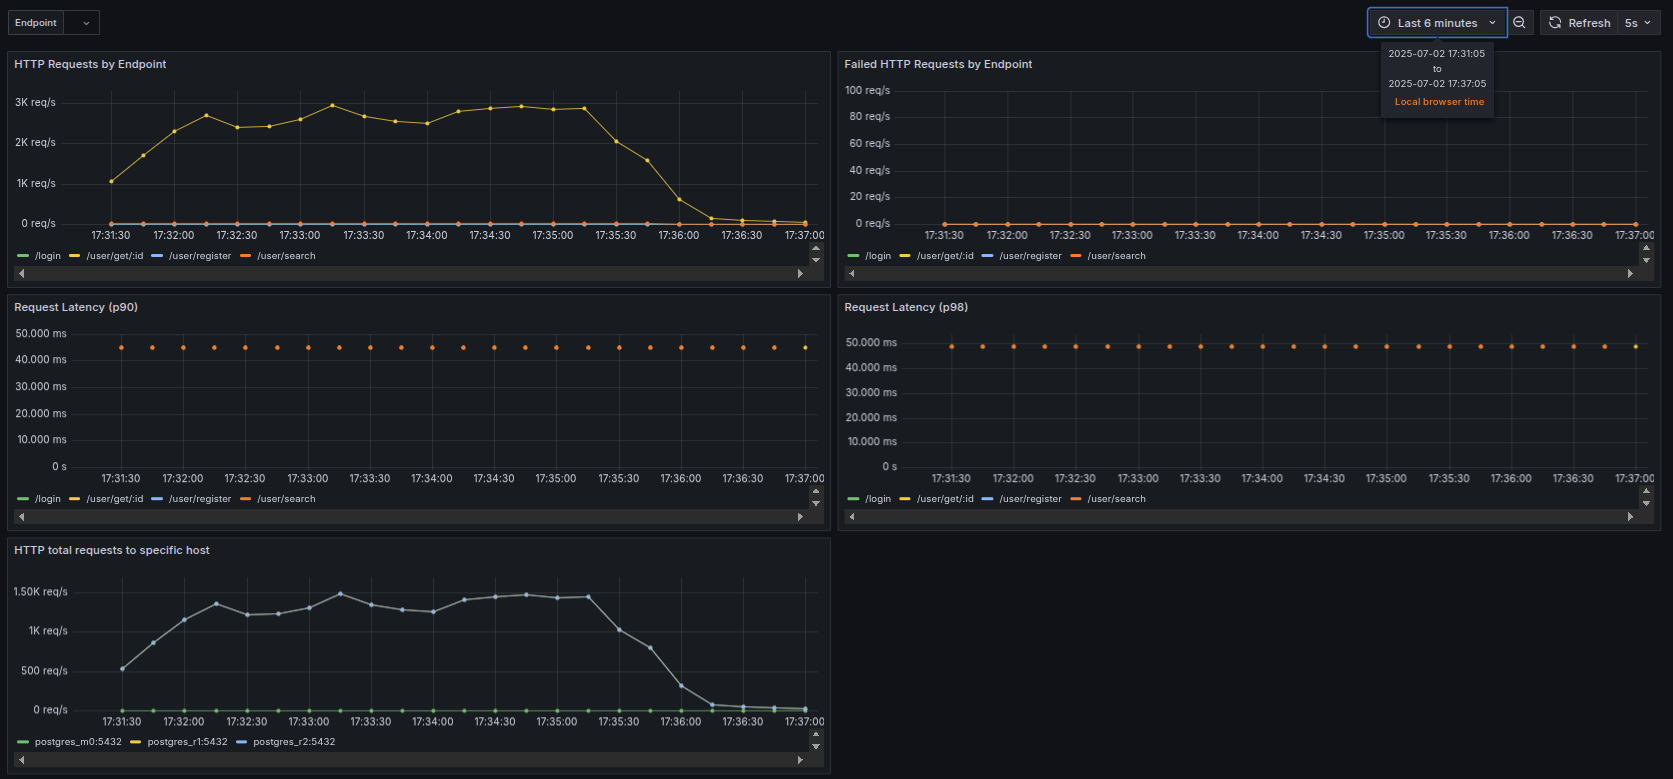 Endpoint
Last 6 minutes
Refresh 5s
2025-07-02 17:31:05
to
2025-07-02 17:37:05
Local browser time
HTTP Requests by Endpoint
3K req/s
2K req/s
1K req/s
0 req/s
17:31:30 17:32:00 17:32:30 17:33:00 17:33:30 17:34:00 17:34:30 17:35:00 17:35:30 17:36:00 17:36:30 17:37:00
/login /user/get/:id /user/register /user/search
Failed HTTP Requests by Endpoint
100 req/s
80 req/s
60 req/s
40 req/s
20 req/s
0 req/s
17:31:30 17:32:00 17:32:30 17:33:00 17:33:30 17:34:00 17:34:30 17:35:00 17:35:30 17:36:00 17:36:30 17:37:00
/login /user/get/:id /user/register /user/search
Request Latency (p90)
50.000 ms
40.000 ms
30.000 ms
20.000 ms
10.000 ms
0 s
17:31:30 17:32:00 17:32:30 17:33:00 17:33:30 17:34:00 17:34:30 17:35:00 17:35:30 17:36:00 17:36:30 17:37:00
/login /user/get/:id /user/register /user/search
Request Latency (p98)
50.000 ms
40.000 ms
30.000 ms
20.000 ms
10.000 ms
0 s
17:31:30 17:32:00 17:32:30 17:33:00 17:33:30 17:34:00 17:34:30 17:35:00 17:35:30 17:36:00 17:36:30 17:37:00
/login /user/get/:id /user/register /user/search
HTTP total requests to specific host
1.50K req/s
1K req/s
500 req/s
0 req/s
17:31:30 17:32:00 17:32:30 17:33:00 17:33:30 17:34:00 17:34:30 17:35:00 17:35:30 17:36:00 17:36:30 17:37:00
postgres_m0:5432 postgres_r1:5432 postgres_r2:5432